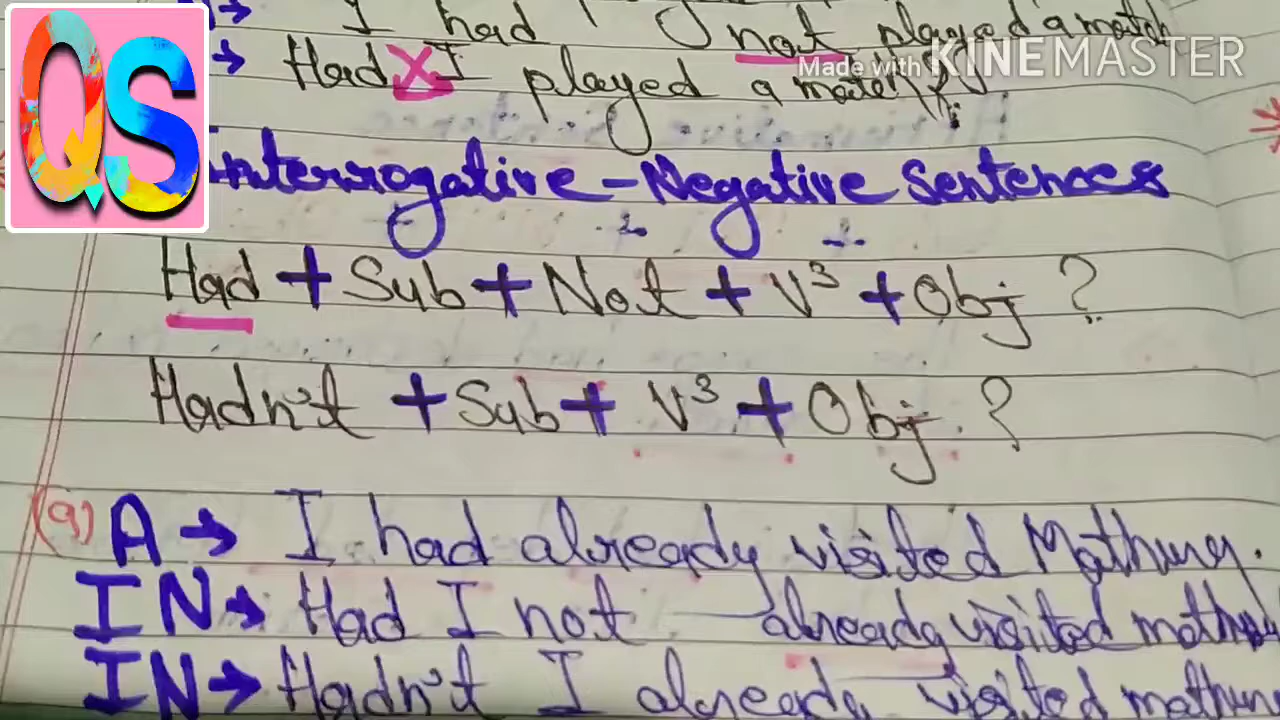 I had not played a match
Had I played a match?
Made with KINEMASTER
QS
Interrogative - Negative Sentences
Had + Sub + Not + V³ + Obj ?
Hadn't + Sub + V³ + Obj. ?
(a) A → I had already visited Mathura.
IN → Had I not already visited mathura
IN → Hadn't I already visited mathura